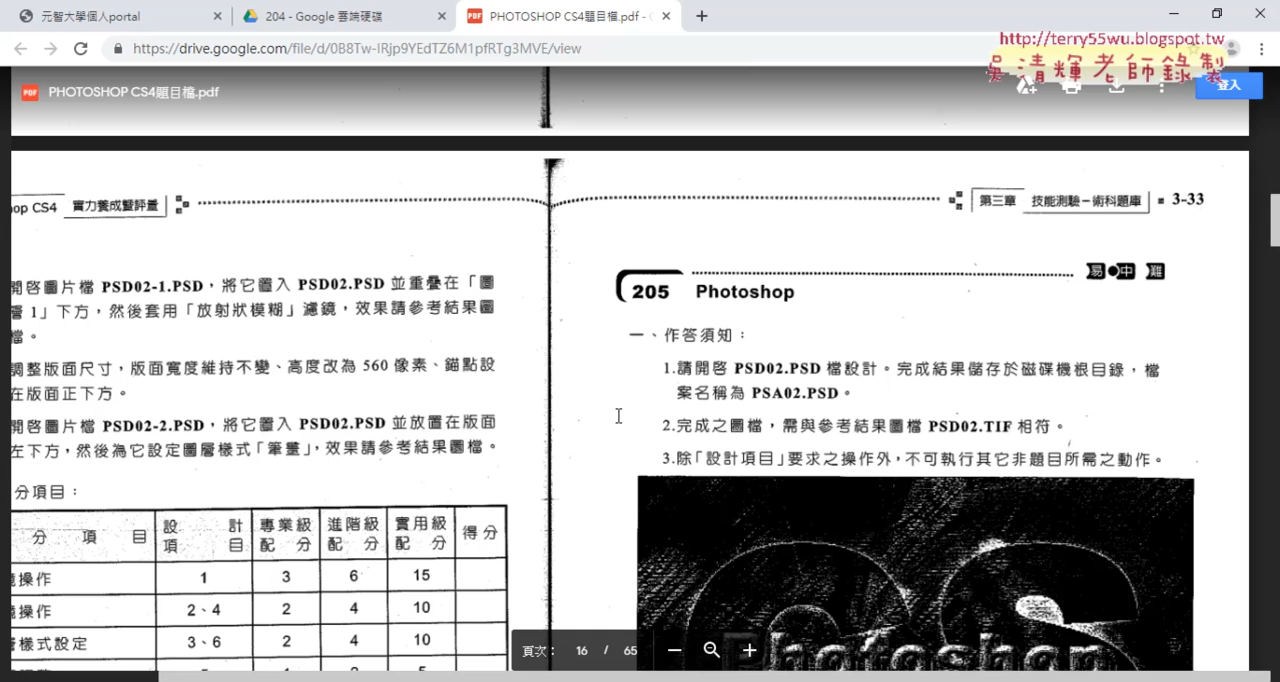 元智大學個人portal
204 - Google 雲端硬碟
PHOTOSHOP CS4題目檔.pdf - G
https://drive.google.com/file/d/0B8Tw-IRjp9YEdTZ6M1pfRTg3MVE/view
http://terry55wu.blogspot.tw
吳清輝老師錄製
PDF PHOTOSHOP CS4題目檔.pdf
登入
op CS4 實力養成暨評量
第三章 技能測驗－術科題庫 3-33
開啓圖片檔 PSD02-1.PSD，將它置入 PSD02.PSD 並重疊在「圖
層 1」下方，然後套用「放射狀模糊」濾鏡，效果請參考結果圖
檔。
調整版面尺寸，版面寬度維持不變、高度改為 560 像素、錨點設
在版面正下方。
開啓圖片檔 PSD02-2.PSD，將它置入 PSD02.PSD 並放置在版面
左下方，然後為它設定圖層樣式「筆畫」，效果請參考結果圖檔。
分項目：
分 項 目 設計項目 專業級配分 進階級配分 實用級配分 得分
操作 1 3 6 15
操作 2、4 2 4 10
樣式設定 3、6 2 4 10
易 中 難
205 Photoshop
一、作答須知：
1.請開啓 PSD02.PSD 檔設計。完成結果儲存於磁碟機根目錄，檔
案名稱為 PSA02.PSD。
2.完成之圖檔，需與參考結果圖檔 PSD02.TIF 相符。
3.除「設計項目」要求之操作外，不可執行其它非題目所需之動作。
頁次： 16 / 65